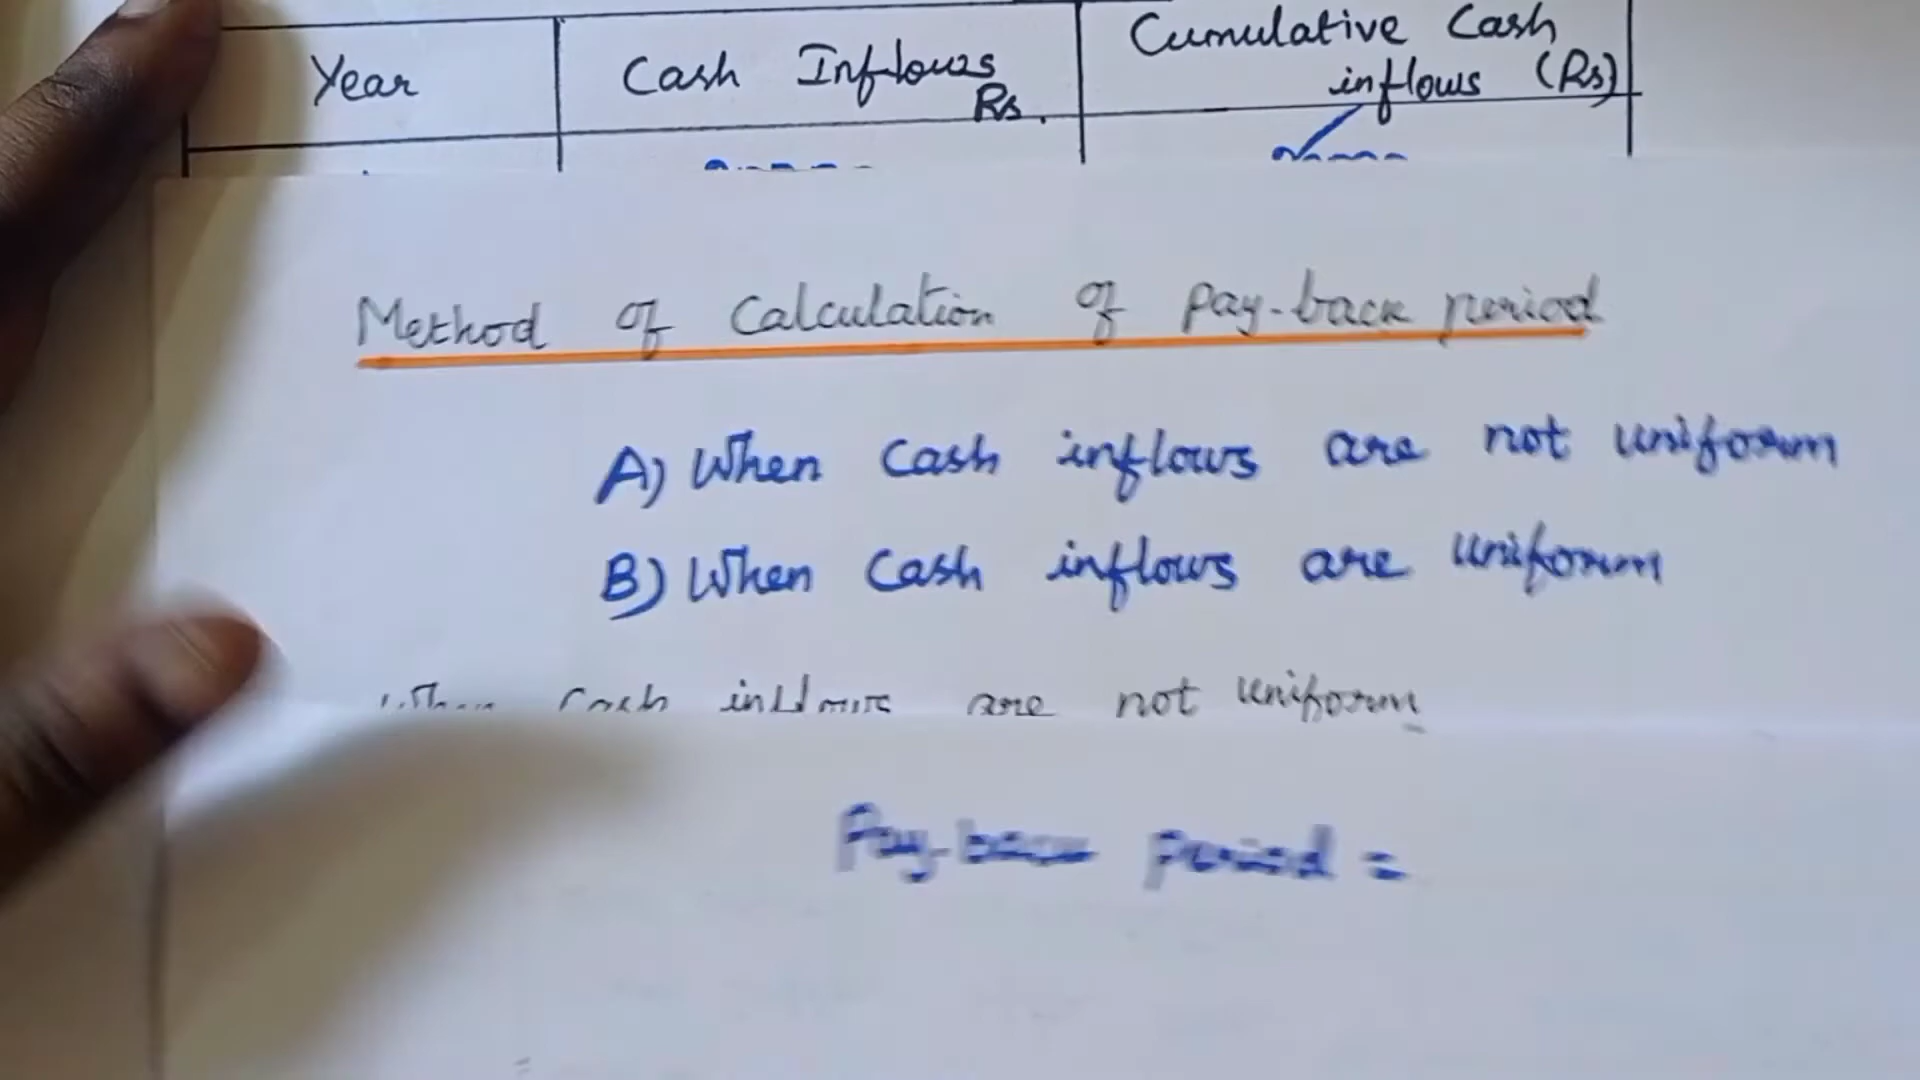 Year
Cash Inflows
Rs.
Cumulative Cash
inflows (Rs)
Method of Calculation of Pay-back period
A) When Cash inflows are not uniform
B) When Cash inflows are uniform
When Cash inflows are not uniform
Pay-back period =